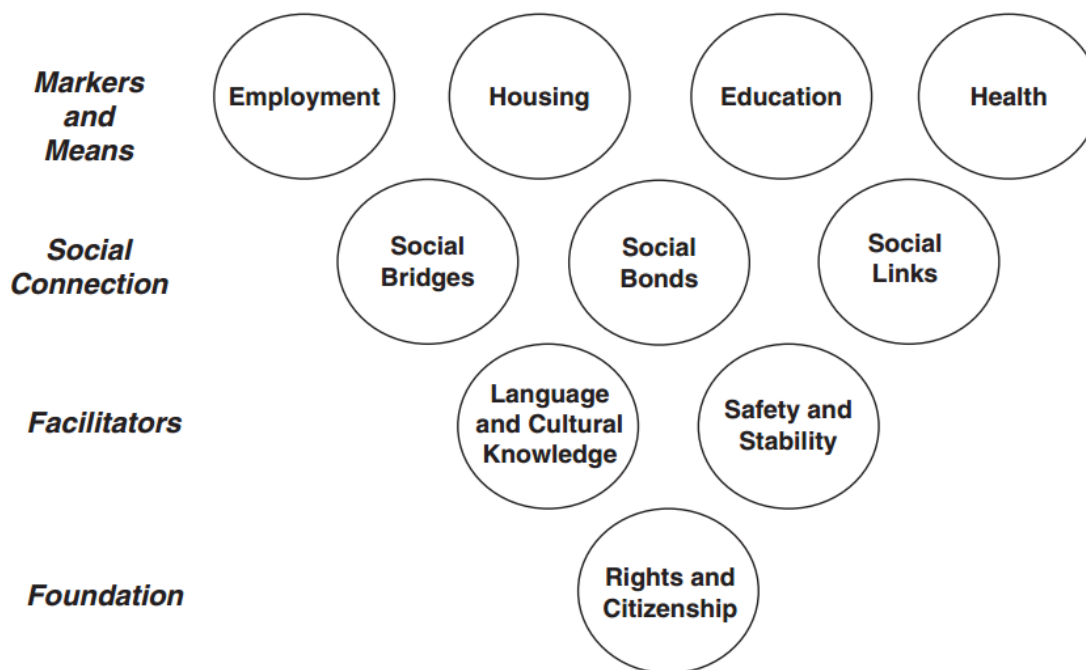 Markers
and
Means
Employment
Housing
Education
Health
Social
Connection
Social
Bridges
Social
Bonds
Social
Links
Facilitators
Language
and Cultural
Knowledge
Safety and
Stability
Foundation
Rights and
Citizenship